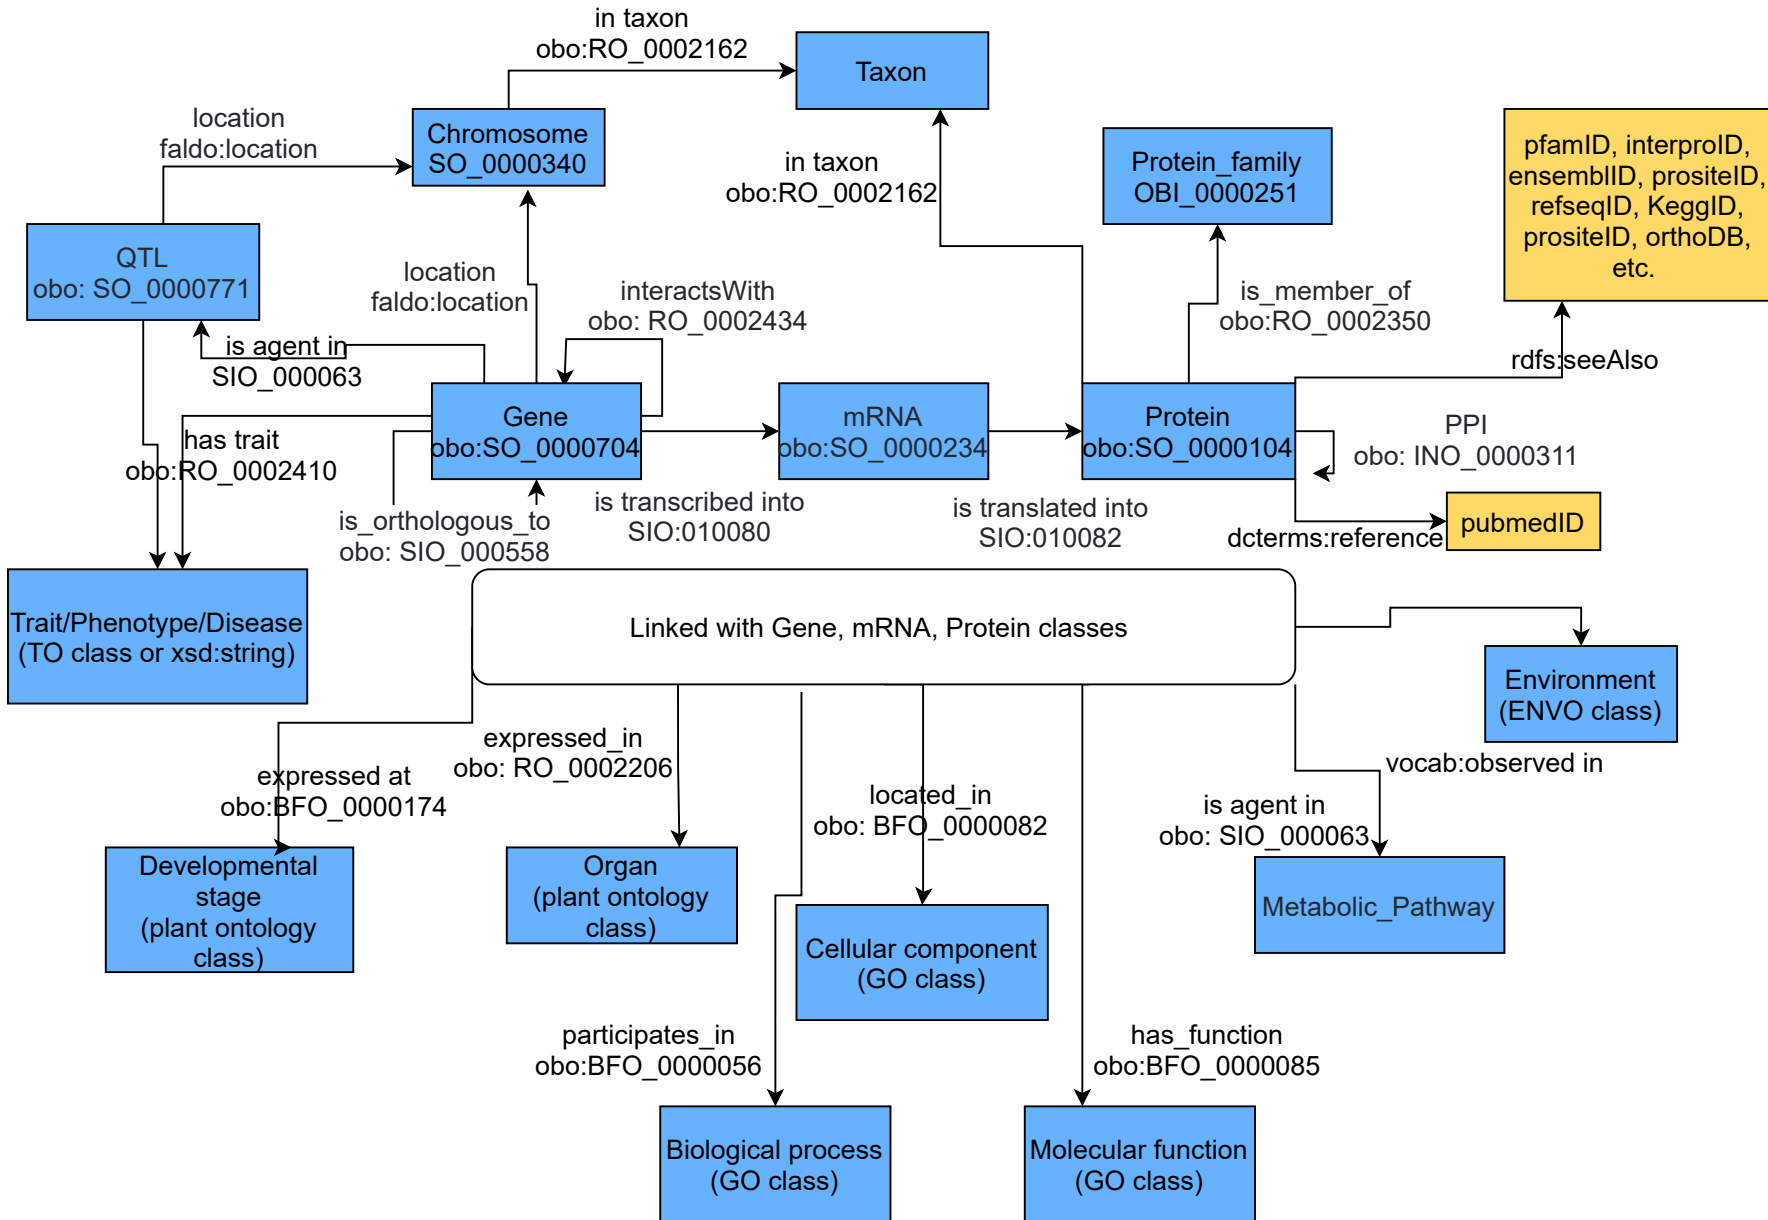 in taxon
obo:RO_0002162
Taxon
location
faldo:location
Chromosome
SO_0000340
in taxon
obo:RO_0002162
Protein_family
OBI_0000251
pfamID, interproID,
ensemblID, prositeID,
refseqID, KeggID,
prositeID, orthoDB,
etc.
QTL
obo: SO_0000771
location
faldo:location
interactsWith
obo: RO_0002434
is_member_of
obo:RO_0002350
is agent in
SIO_000063
rdfs:seeAlso
Gene
obo:SO_0000704
mRNA
obo:SO_0000234
Protein
obo:SO_0000104
PPI
obo: INO_0000311
has trait
obo:RO_0002410
is_orthologous_to
obo: SIO_000558
is transcribed into
SIO:010080
is translated into
SIO:010082
dcterms:reference
pubmedID
Trait/Phenotype/Disease
(TO class or xsd:string)
Linked with Gene, mRNA, Protein classes
Environment
(ENVO class)
expressed at
obo:BFO_0000174
expressed_in
obo: RO_0002206
located_in
obo: BFO_0000082
vocab:observed in
is agent in
obo: SIO_000063
Developmental
stage
(plant ontology
class)
Organ
(plant ontology
class)
Cellular component
(GO class)
Metabolic_Pathway
participates_in
obo:BFO_0000056
has_function
obo:BFO_0000085
Biological process
(GO class)
Molecular function
(GO class)